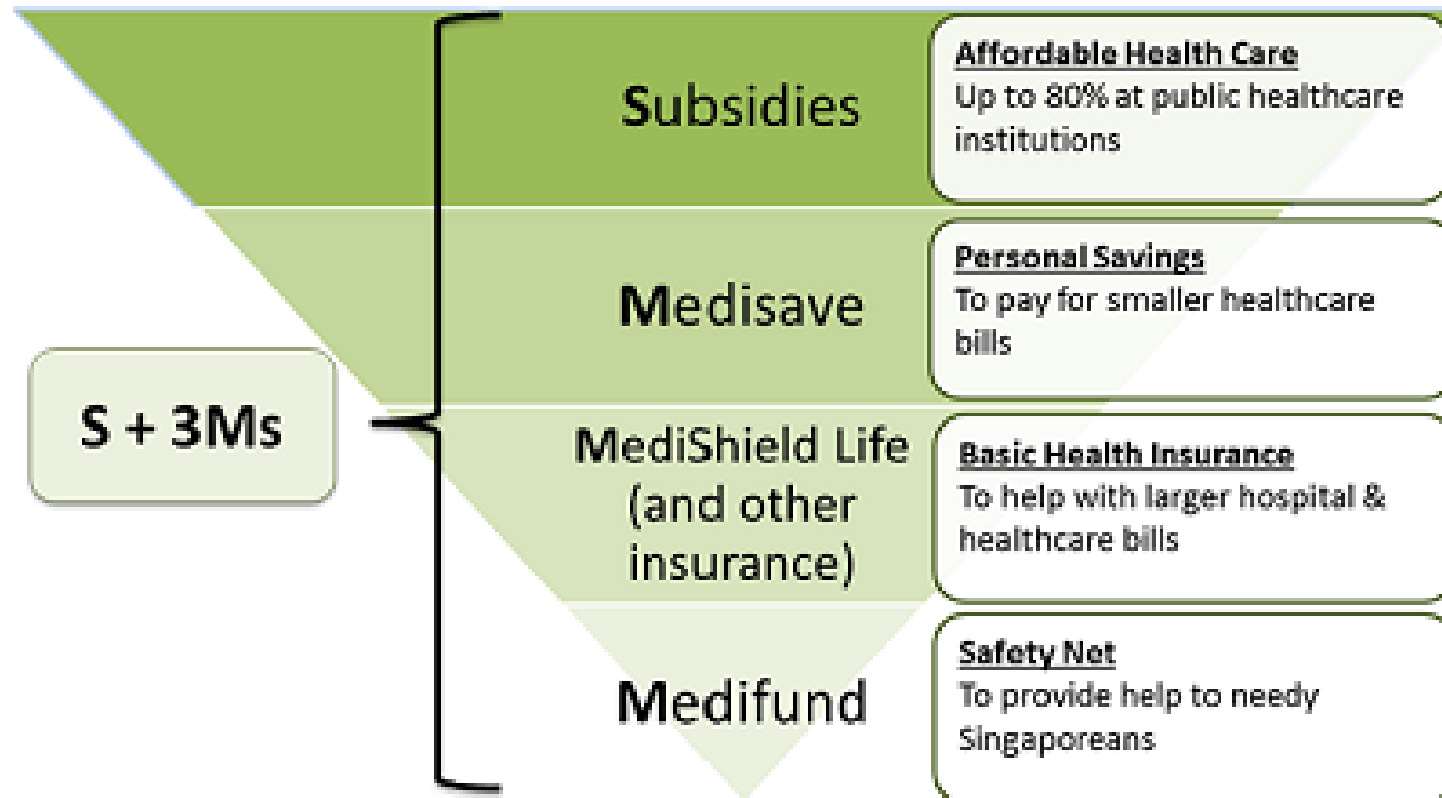 S + 3Ms
Subsidies
Affordable Health Care
Up to 80% at public healthcare
institutions
Medisave
Personal Savings
To pay for smaller healthcare
bills
MediShield Life
(and other
insurance)
Basic Health Insurance
To help with larger hospital &
healthcare bills
Medifund
Safety Net
To provide help to needy
Singaporeans